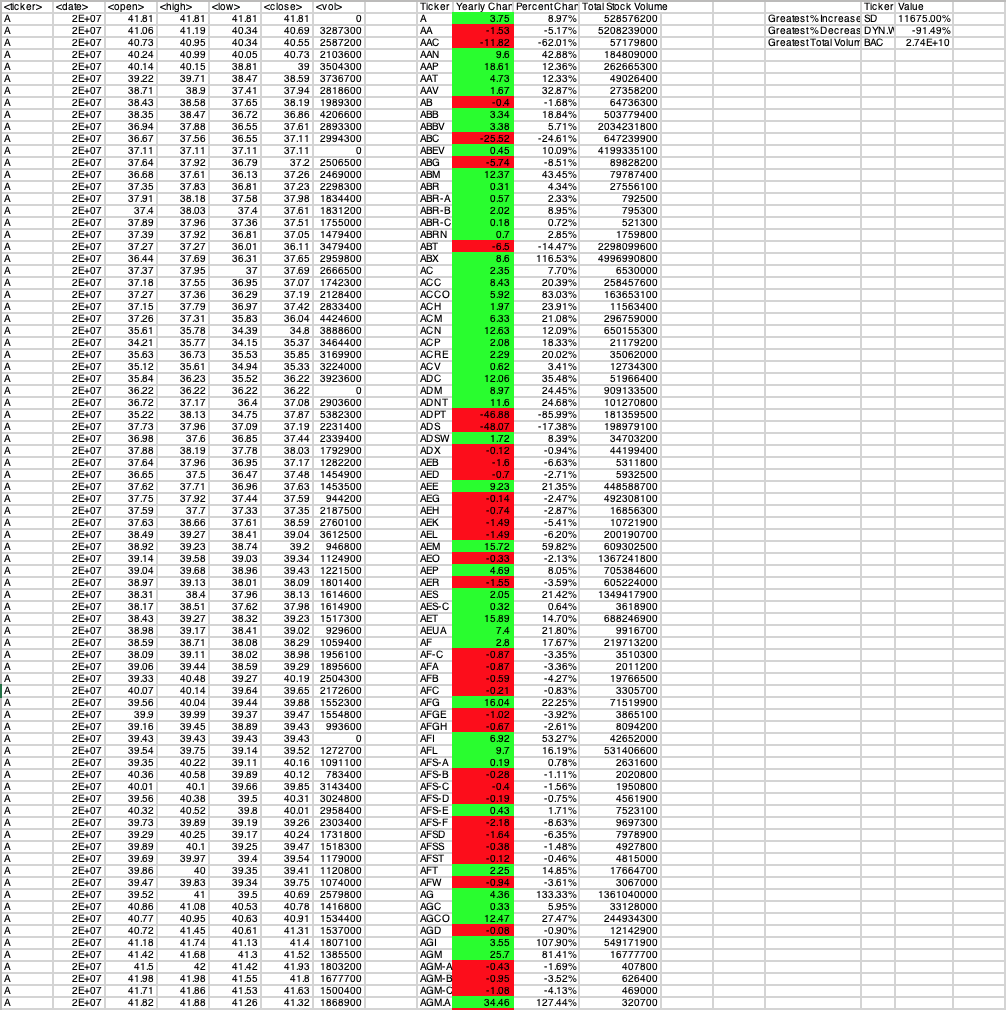 <ticker> <date> <open> <high> <low> <close> <vol> Ticker Yearly Char PercentChar Total Stock Volume Ticker Value
A 2E+07 41.81 41.81 41.81 41.81 0 A 3.75 8.97% 528576200 Greatest % Increase SD 11675.00%
A 2E+07 41.06 41.19 40.34 40.69 3287300 AA -1.53 -5.17% 5208239000 Greatest % Decreas DYN.W -91.49%
A 2E+07 40.73 40.95 40.34 40.55 2587200 AAC -11.82 -62.01% 57179800 Greatest Total Volum BAC 2.74E+10
A 2E+07 40.24 40.99 40.05 40.73 2103600 AAN 9.6 42.88% 184809000
A 2E+07 40.14 40.15 38.81 39 3504300 AAP 18.61 12.36% 262665300
A 2E+07 39.22 39.71 38.47 38.59 3736700 AAT 4.73 12.33% 49026400
A 2E+07 38.71 38.9 37.41 37.94 2818600 AAV 1.67 32.87% 27358200
A 2E+07 38.43 38.58 37.65 38.19 1989300 AB -0.4 -1.68% 64736300
A 2E+07 38.35 38.47 36.72 36.86 4206600 ABB 3.34 18.84% 503779400
A 2E+07 36.94 37.88 36.55 37.61 2893300 ABBV 3.38 5.71% 2034231800
A 2E+07 36.67 37.56 36.55 37.11 2994300 ABC -25.52 -24.61% 647239900
A 2E+07 37.11 37.11 37.11 37.11 0 ABEV 0.45 10.09% 4199335100
A 2E+07 37.64 37.92 36.79 37.2 2506500 ABG -5.74 -8.51% 89828200
A 2E+07 36.68 37.61 36.13 37.26 2469000 ABM 12.37 43.45% 79787400
A 2E+07 37.35 37.83 36.81 37.23 2298300 ABR 0.31 4.34% 27556100
A 2E+07 37.91 38.18 37.58 37.98 1834400 ABR-A 0.57 2.33% 792500
A 2E+07 37.4 38.03 37.4 37.61 1831200 ABR-B 2.02 8.95% 795300
A 2E+07 37.89 37.96 37.36 37.51 1755000 ABR-C 0.18 0.72% 521300
A 2E+07 37.39 37.92 36.81 37.05 1479400 ABRN 0.7 2.85% 1759800
A 2E+07 37.27 37.27 36.01 36.11 3479400 ABT -6.5 -14.47% 2298099600
A 2E+07 36.44 37.69 36.31 37.65 2959800 ABX 8.6 116.53% 4996990800
A 2E+07 37.37 37.95 37 37.69 2666500 AC 2.35 7.70% 6530000
A 2E+07 37.18 37.55 36.95 37.07 1742300 ACC 8.43 20.39% 258457600
A 2E+07 37.27 37.36 36.29 37.19 2128400 ACCO 5.92 83.03% 163653100
A 2E+07 37.15 37.79 36.97 37.42 2833400 ACH 1.97 23.91% 11563400
A 2E+07 37.26 37.31 35.83 36.04 4424600 ACM 6.33 21.08% 296759000
A 2E+07 35.61 35.78 34.39 34.8 3888600 ACN 12.63 12.09% 650155300
A 2E+07 34.21 35.77 34.15 35.37 3464400 ACP 2.08 18.33% 21179200
A 2E+07 35.63 36.73 35.53 35.85 3169900 ACRE 2.29 20.02% 35062000
A 2E+07 35.12 35.61 34.94 35.33 3224000 ACV 0.62 3.41% 12734300
A 2E+07 35.84 36.23 35.52 36.22 3923600 ADC 12.06 35.48% 51966400
A 2E+07 36.22 36.22 36.22 36.22 0 ADM 8.97 24.45% 909133500
A 2E+07 36.72 37.17 36.4 37.08 2903600 ADNT 11.6 24.68% 101270800
A 2E+07 35.22 38.13 34.75 37.87 5382300 ADPT -46.88 -85.99% 181359500
A 2E+07 37.73 37.96 37.09 37.19 2231400 ADS -48.07 -17.38% 198979100
A 2E+07 36.98 37.6 36.85 37.44 2339400 ADSW 1.72 8.39% 34703200
A 2E+07 37.88 38.19 37.78 38.03 1792900 ADX -0.12 -0.94% 44199400
A 2E+07 37.64 37.96 36.95 37.17 1282200 AEB -1.6 -6.63% 5311800
A 2E+07 36.65 37.5 36.47 37.48 1454900 AED -0.7 -2.71% 5932500
A 2E+07 37.62 37.71 36.96 37.63 1453500 AEE 9.23 21.35% 448588700
A 2E+07 37.75 37.92 37.44 37.59 944200 AEG -0.14 -2.47% 492308100
A 2E+07 37.59 37.7 37.33 37.35 2187500 AEH -0.74 -2.87% 16856300
A 2E+07 37.63 38.66 37.61 38.59 2760100 AEK -1.49 -5.41% 10721900
A 2E+07 38.49 39.27 38.41 39.04 3612500 AEL -1.49 -6.20% 200190700
A 2E+07 38.92 39.23 38.74 39.2 946800 AEM 15.72 59.82% 609302500
A 2E+07 39.14 39.58 39.03 39.34 1124900 AEO -0.33 -2.13% 1367241800
A 2E+07 39.04 39.68 38.96 39.43 1221500 AEP 4.69 8.05% 705384600
A 2E+07 38.97 39.13 38.01 38.09 1801400 AER -1.55 -3.59% 605224000
A 2E+07 38.31 38.4 37.96 38.13 1614600 AES 2.05 21.42% 1349417900
A 2E+07 38.17 38.51 37.62 37.98 1614900 AES-C 0.32 0.64% 3618900
A 2E+07 38.43 39.27 38.32 39.23 1517300 AET 15.89 14.70% 688246900
A 2E+07 38.98 39.17 38.41 39.02 929600 AEUA 7.4 21.80% 9916700
A 2E+07 38.59 38.71 38.08 38.29 1059400 AF 2.8 17.67% 219713200
A 2E+07 38.09 39.11 38.02 38.98 1956100 AF-C -0.87 -3.35% 3510300
A 2E+07 39.06 39.44 38.59 39.29 1895600 AFA -0.87 -3.36% 2011200
A 2E+07 39.33 40.48 39.27 40.19 2504300 AFB -0.59 -4.27% 19766500
A 2E+07 40.07 40.14 39.64 39.65 2172600 AFC -0.21 -0.83% 3305700
A 2E+07 39.56 40.04 39.44 39.88 1552300 AFG 16.04 22.25% 71519900
A 2E+07 39.9 39.99 39.37 39.47 1554800 AFGE -1.02 -3.92% 3865100
A 2E+07 39.16 39.45 38.89 39.43 993600 AFGH -0.67 -2.61% 8094200
A 2E+07 39.43 39.43 39.43 39.43 0 AFI 6.92 53.27% 42652000
A 2E+07 39.54 39.75 39.14 39.52 1272700 AFL 9.7 16.19% 531406600
A 2E+07 39.35 40.22 39.11 40.16 1091100 AFS-A 0.19 0.78% 2631600
A 2E+07 40.36 40.58 39.89 40.12 783400 AFS-B -0.28 -1.11% 2020800
A 2E+07 40.01 40.1 39.66 39.85 3143400 AFS-C -0.4 -1.56% 1950800
A 2E+07 39.56 40.38 39.5 40.31 3024800 AFS-D -0.19 -0.75% 4561900
A 2E+07 40.32 40.52 39.8 40.01 2958400 AFS-E 0.43 1.71% 7523100
A 2E+07 39.73 39.89 39.19 39.26 2303400 AFS-F -2.18 -8.63% 9697300
A 2E+07 39.29 40.25 39.17 40.24 1731800 AFSD -1.64 -6.35% 7978900
A 2E+07 39.89 40.1 39.25 39.47 1518300 AFSS -0.38 -1.48% 4927800
A 2E+07 39.69 39.97 39.4 39.54 1179000 AFST -0.12 -0.46% 4815000
A 2E+07 39.86 40 39.35 39.41 1120800 AFT 2.25 14.85% 17664700
A 2E+07 39.47 39.83 39.34 39.75 1074000 AFW -0.94 -3.61% 3067000
A 2E+07 39.52 41 39.5 40.69 2579800 AG 4.36 133.33% 1361040000
A 2E+07 40.86 41.08 40.53 40.78 1416800 AGC 0.33 5.95% 33128000
A 2E+07 40.77 40.95 40.63 40.91 1534400 AGCO 12.47 27.47% 244934300
A 2E+07 40.72 41.45 40.61 41.31 1537000 AGD -0.08 -0.90% 12142900
A 2E+07 41.18 41.74 41.13 41.4 1807100 AGI 3.55 107.90% 549171800
A 2E+07 41.42 41.68 41.3 41.52 1385500 AGM 25.7 81.41% 16777700
A 2E+07 41.5 42 41.42 41.93 1803200 AGM-A -0.43 -1.69% 407800
A 2E+07 41.98 41.98 41.55 41.8 1677700 AGM-B -0.95 -3.52% 626400
A 2E+07 41.71 41.86 41.53 41.63 1500400 AGM-C -1.08 -4.13% 469000
A 2E+07 41.82 41.88 41.26 41.32 1868900 AGM.A 34.46 127.44% 320700